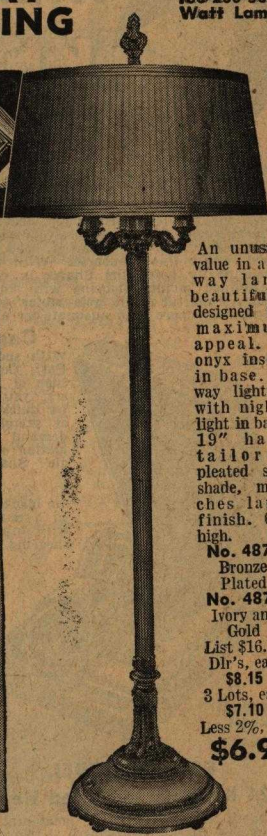 ING
Watt Lam
An unus
value in a
way lar
beautifu
designed
maximu
appeal.
onyx ins
in base.
way light
with nigh
light in ba
19" ha
tailor
pleated s
shade, m
ches la
finish.
high.
No. 487
Bronze
Plated
No. 487
Ivory an
Gold
List $16.
Dlr's, ea
$8.15
3 Lots, e
$7.10
Less 2%,
$6.9